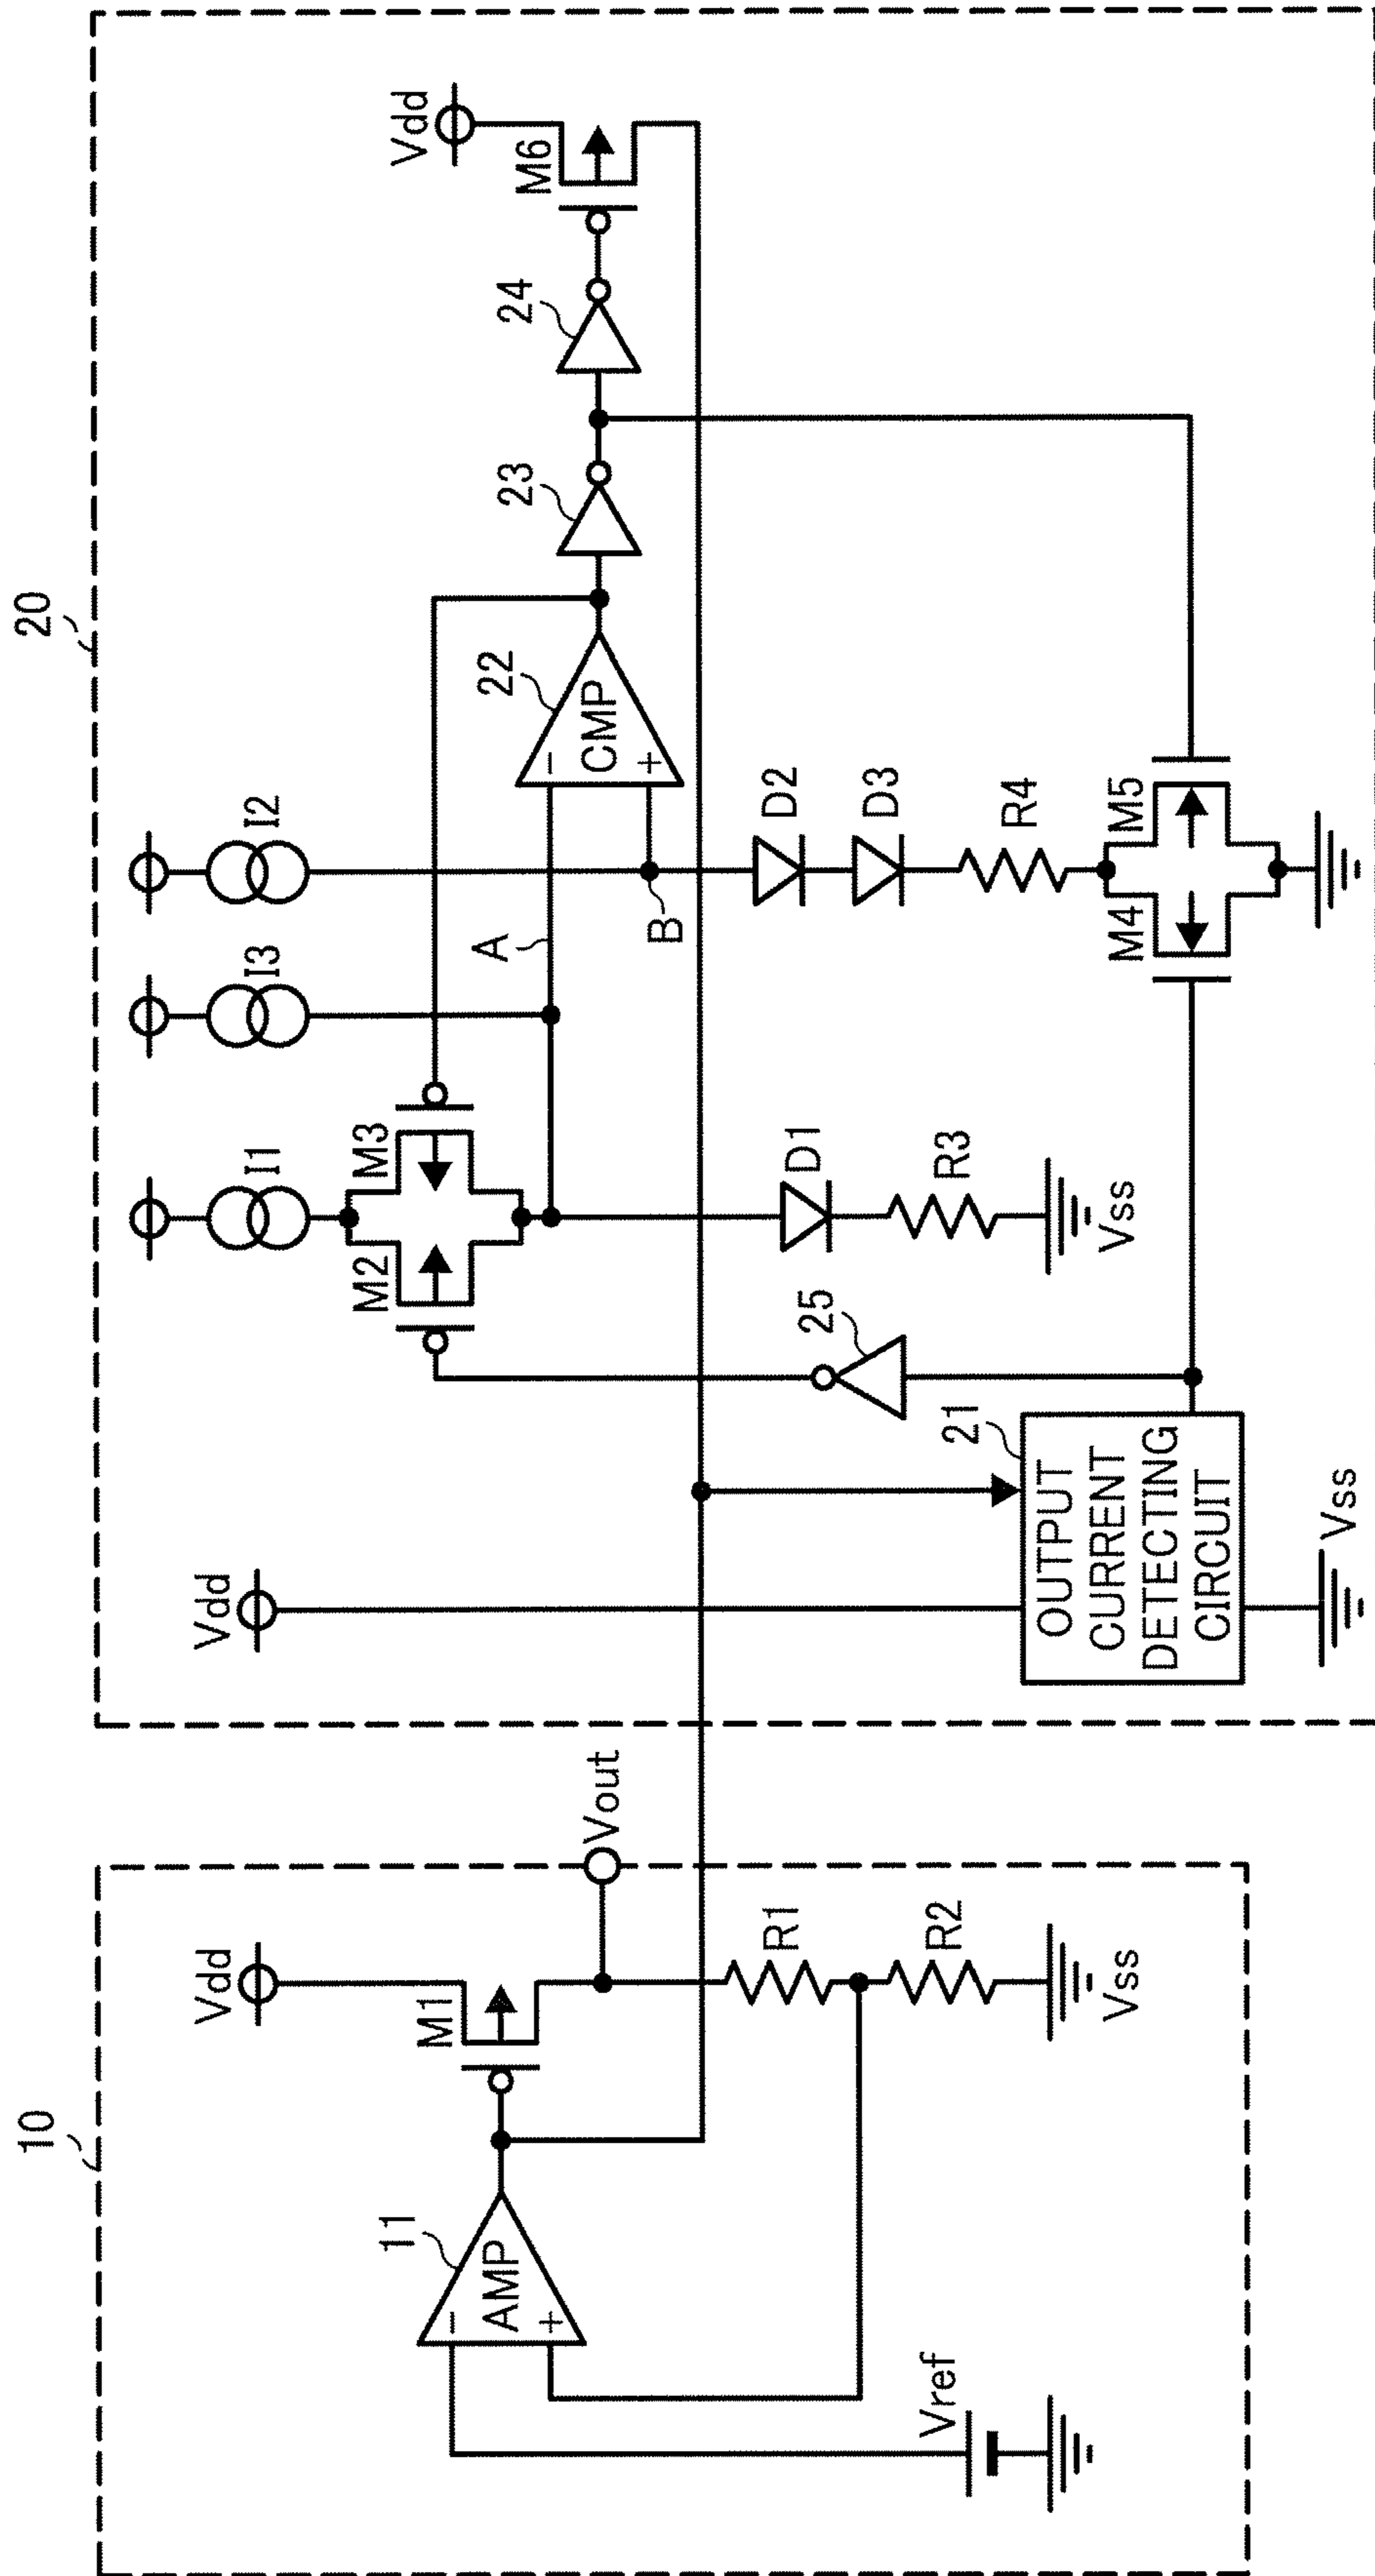 10
Vdd
M1
11
AMP
−
+
Vout
R1
R2
Vref
Vss
20
Vdd
I1
I3
I2
M2
M3
A
B
22
CMP
−
+
23
24
Vdd
M6
D1
R3
Vss
25
21
OUTPUT
CURRENT
DETECTING
CIRCUIT
Vss
D2
D3
R4
M4
M5